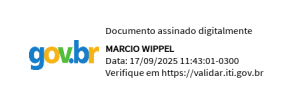 Documento assinado digitalmente
gov.br
MARCIO WIPPEL
Data: 17/09/2025 11:43:01-0300
Verifique em https://validar.iti.gov.br